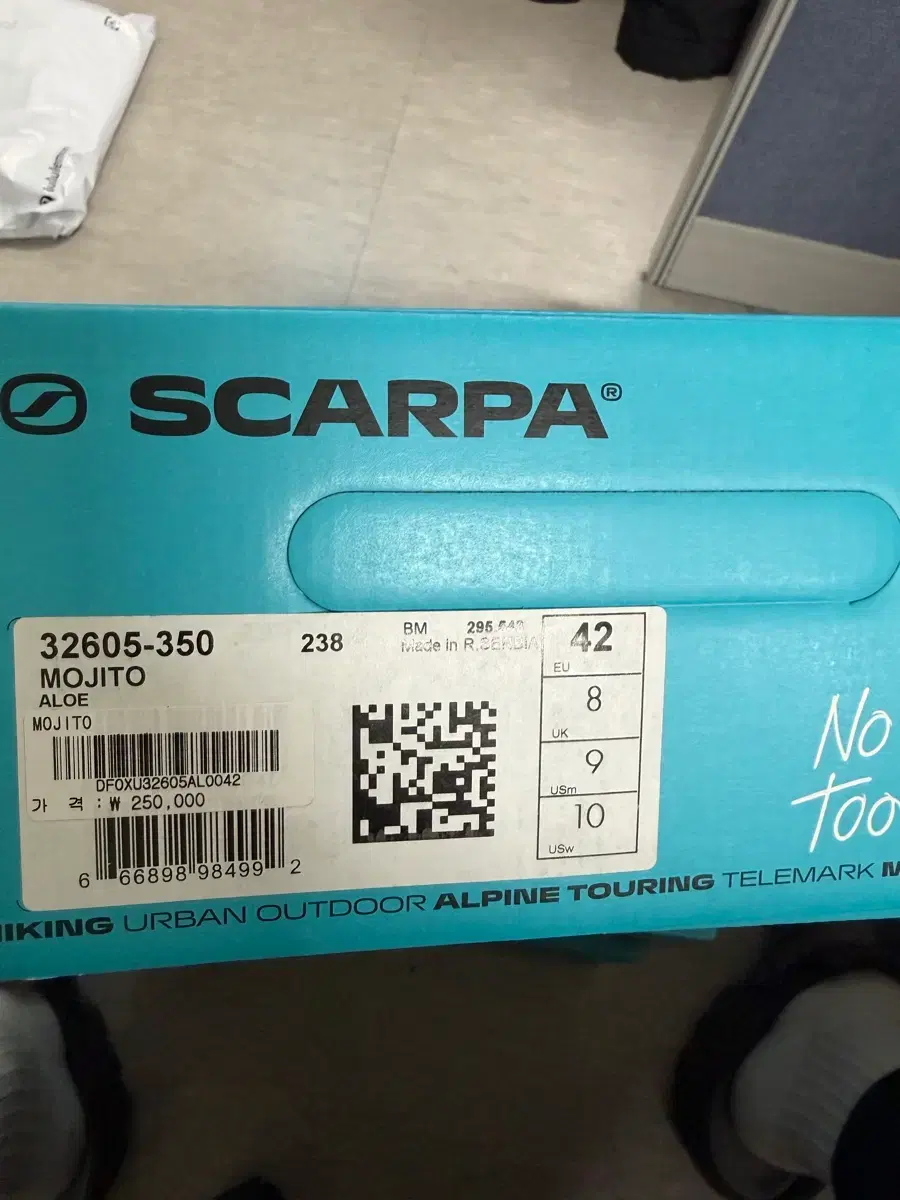 SCARPA®
32605-350 238 BM
MOJITO Made in R.SERBIA
ALOE
MOJITO
DF0XU32605AL0042
가 격 : ₩ 250,000
6 66898 98499 2
42
EU
8
UK
9
USm
10
USw
No
Too
HIKING URBAN OUTDOOR ALPINE TOURING TELEMARK M